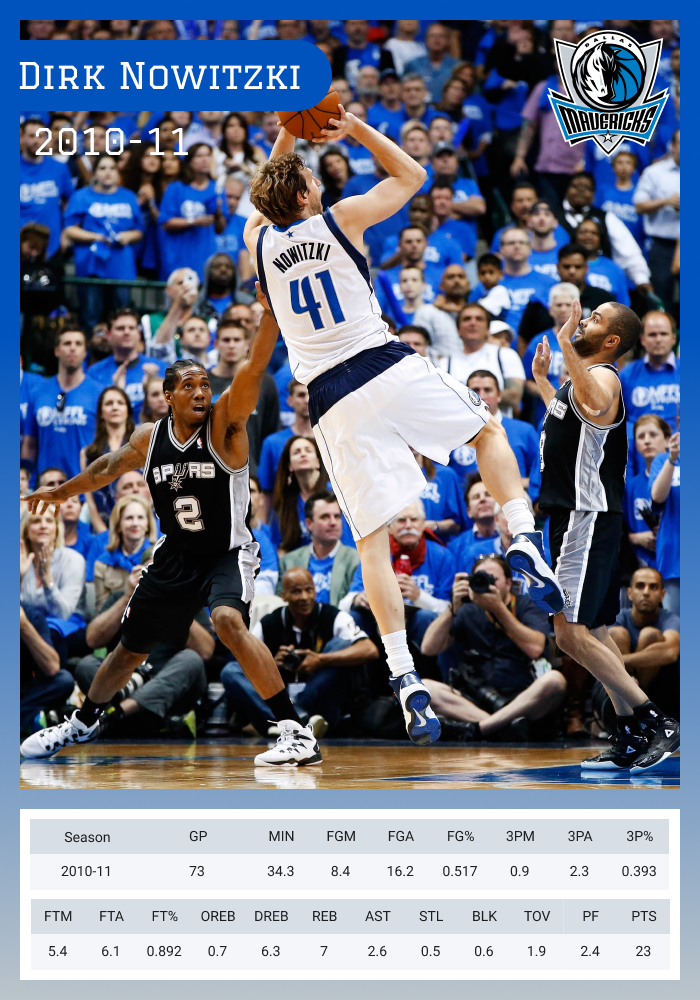 Dirk Nowitzki
DALLAS
MAVERICKS
2010-11
NOWITZKI
41
SPURS
2
Season GP MIN FGM FGA FG% 3PM 3PA 3P%
2010-11 73 34.3 8.4 16.2 0.517 0.9 2.3 0.393
FTM FTA FT% OREB DREB REB AST STL BLK TOV PF PTS
5.4 6.1 0.892 0.7 6.3 7 2.6 0.5 0.6 1.9 2.4 23